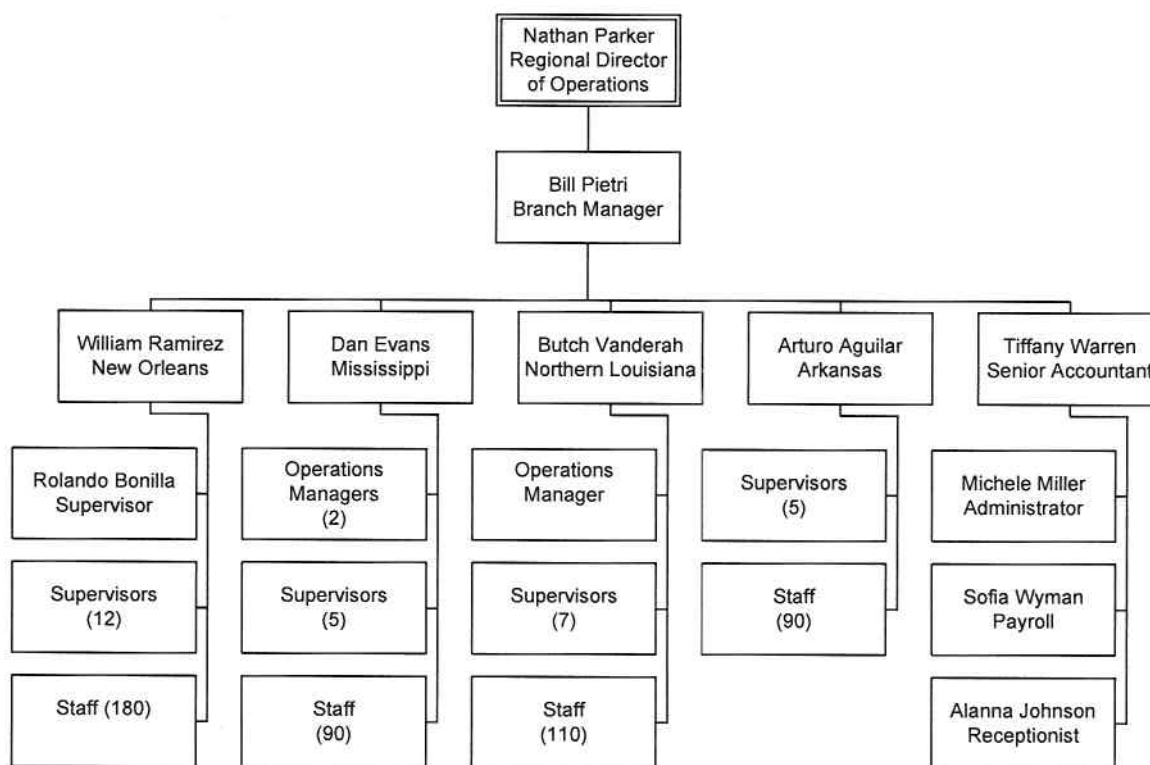 Nathan Parker
Regional Director
of Operations
Bill Pietri
Branch Manager
William Ramirez
New Orleans
Dan Evans
Mississippi
Butch Vanderah
Northern Louisiana
Arturo Aguilar
Arkansas
Tiffany Warren
Senior Accountant
Rolando Bonilla
Supervisor
Operations
Managers
(2)
Operations
Manager
Supervisors
(5)
Michele Miller
Administrator
Supervisors
(12)
Supervisors
(5)
Supervisors
(7)
Staff
(90)
Sofia Wyman
Payroll
Staff (180)
Staff
(90)
Staff
(110)
Alanna Johnson
Receptionist